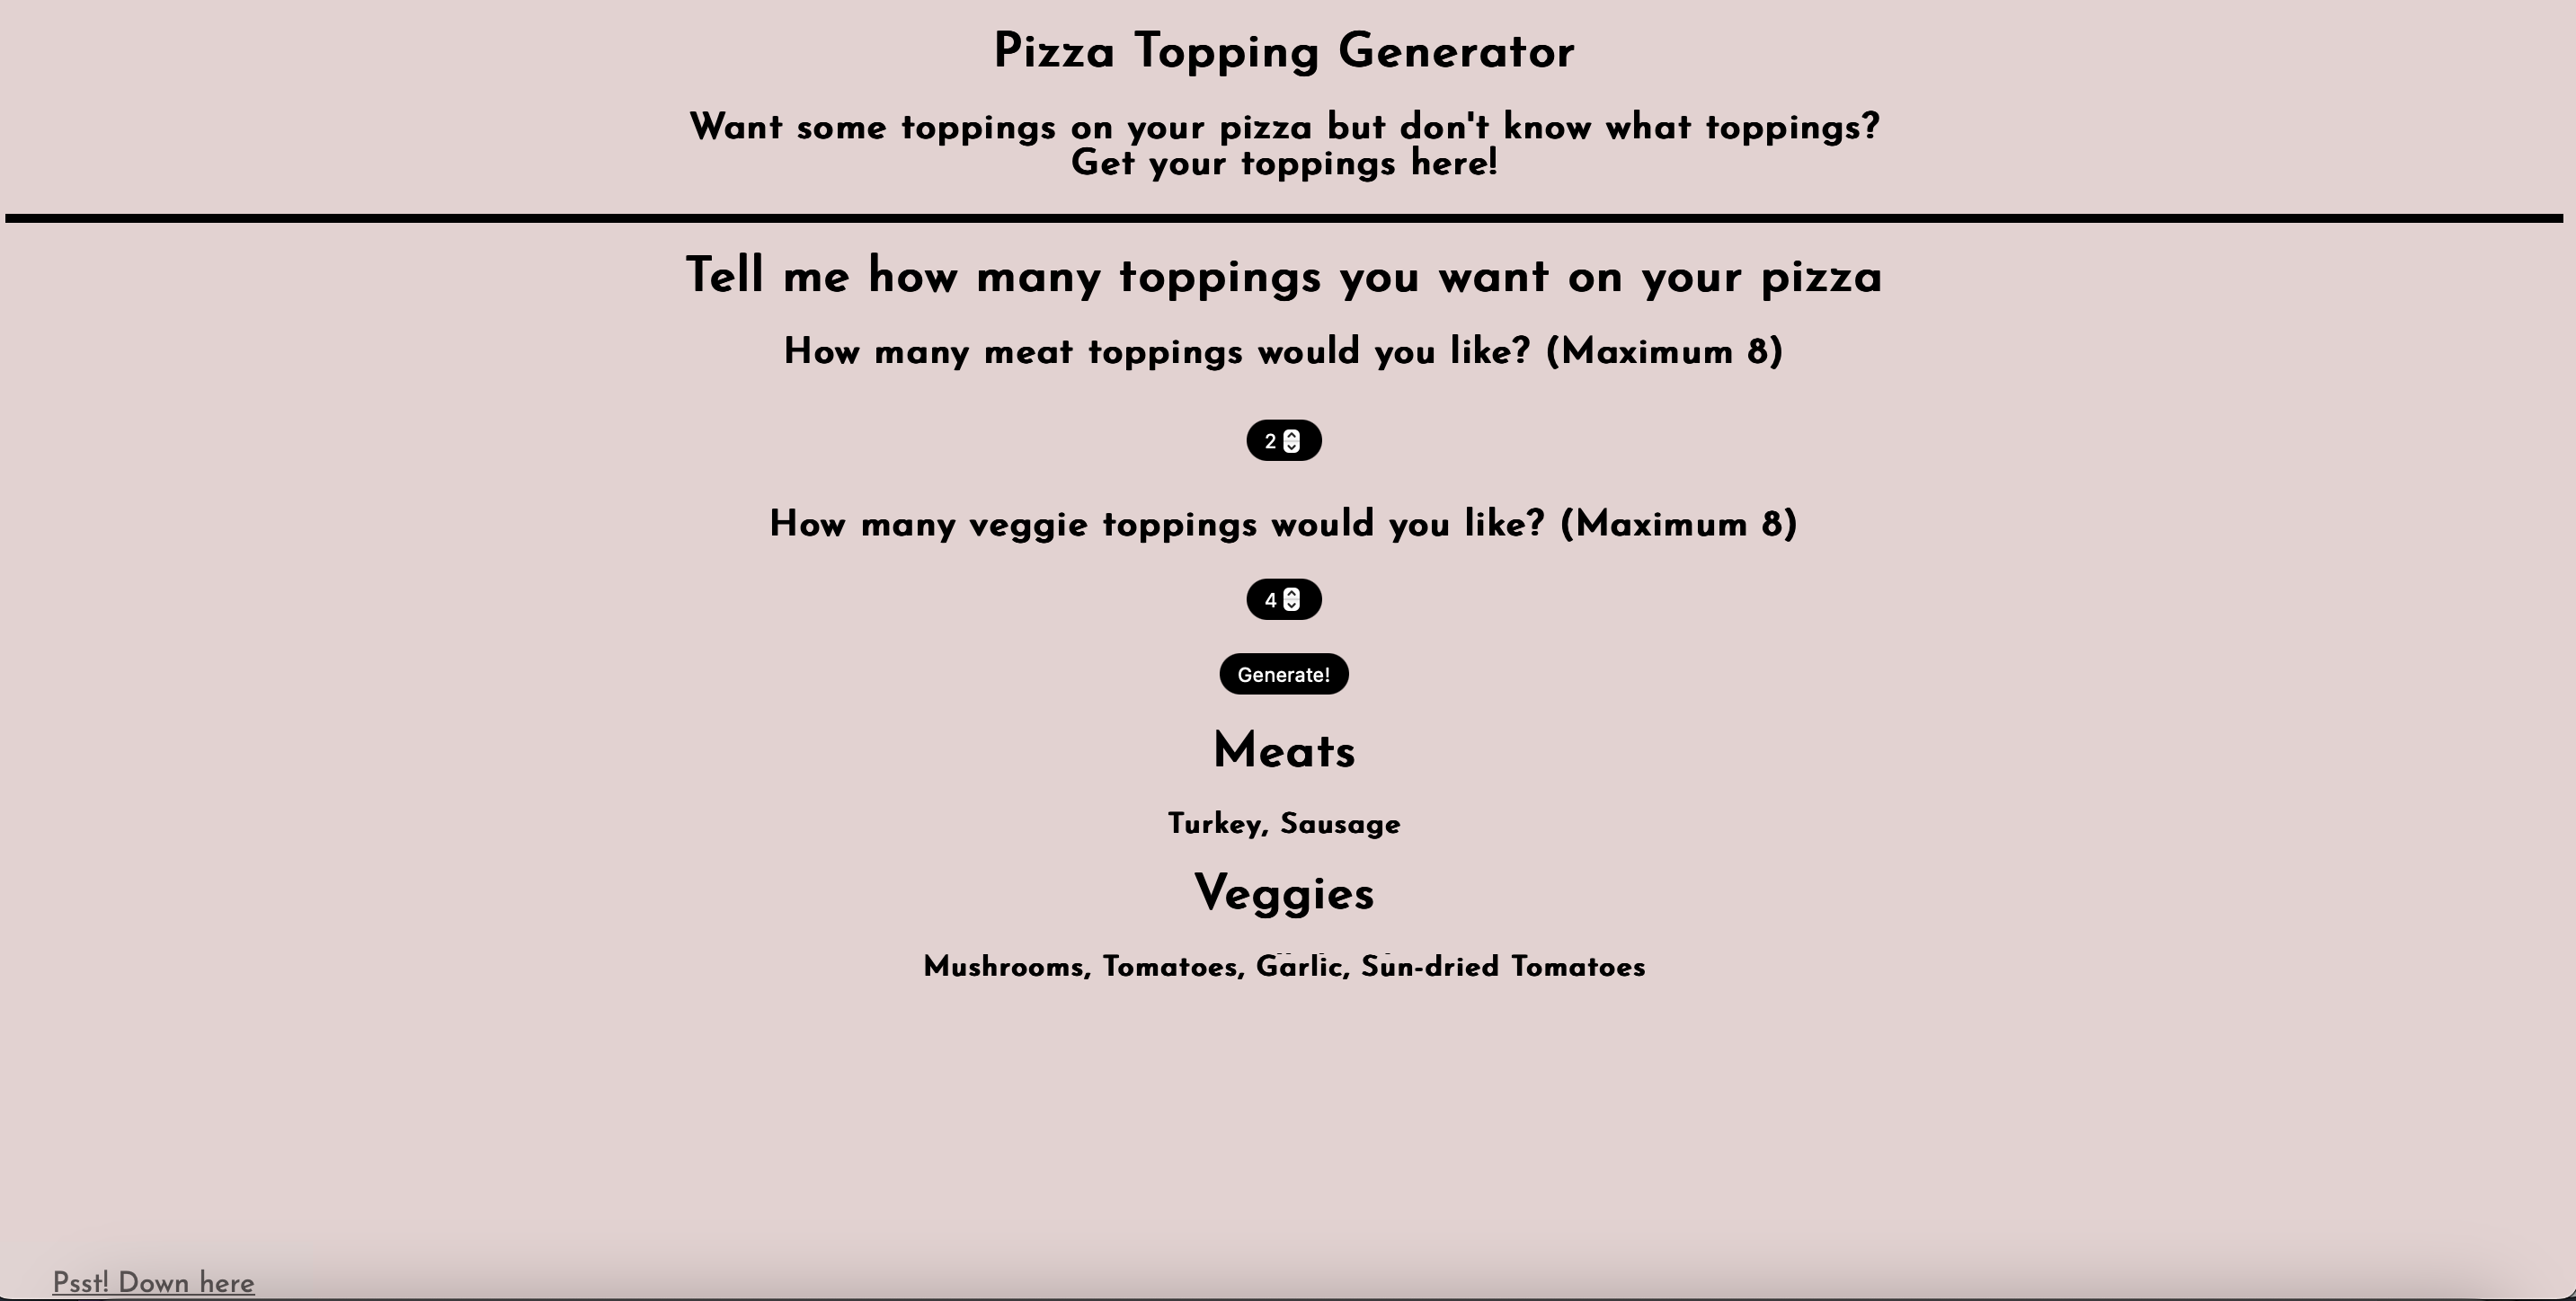 Pizza Topping Generator
Want some toppings on your pizza but don't know what toppings?
Get your toppings here!
Tell me how many toppings you want on your pizza
How many meat toppings would you like? (Maximum 8)
2
How many veggie toppings would you like? (Maximum 8)
4
Generate!
Meats
Turkey, Sausage
Veggies
Mushrooms, Tomatoes, Garlic, Sun-dried Tomatoes
Psst! Down here